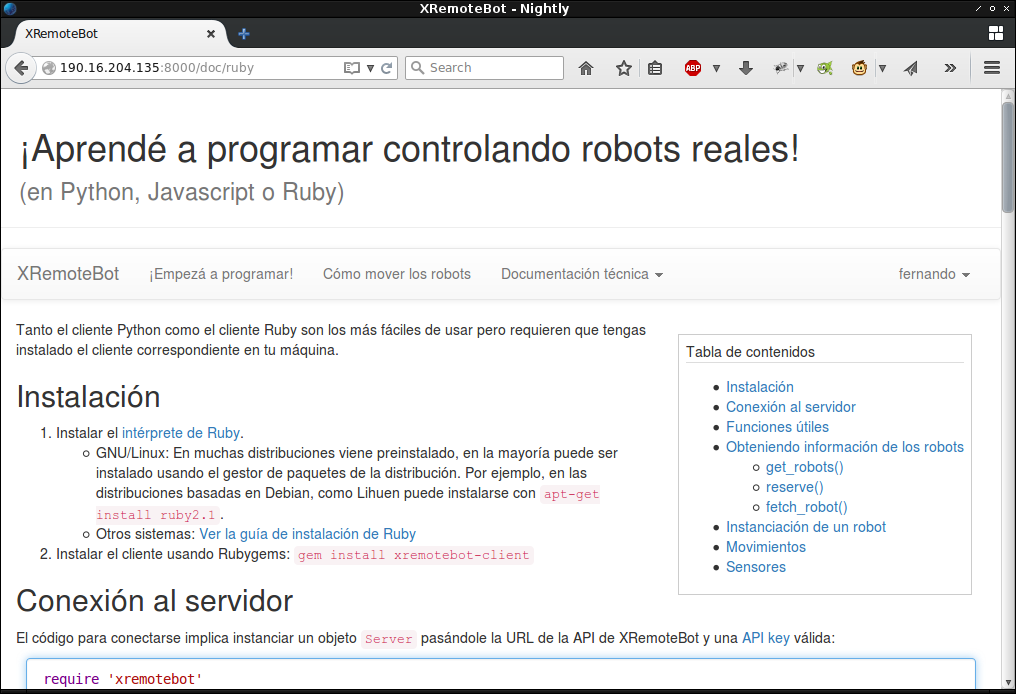 XRemoteBot - Nightly
XRemoteBot
190.16.204.135:8000/doc/ruby
Search
ABP
¡Aprendé a programar controlando robots reales!
(en Python, Javascript o Ruby)
XRemoteBot
¡Empezá a programar!
Cómo mover los robots
Documentación técnica
fernando
Tanto el cliente Python como el cliente Ruby son los más fáciles de usar pero requieren que tengas
instalado el cliente correspondiente en tu máquina.
Tabla de contenidos
Instalación
Conexión al servidor
Funciones útiles
Obteniendo información de los robots
get_robots()
reserve()
fetch_robot()
Instanciación de un robot
Movimientos
Sensores
Instalación
1. Instalar el intérprete de Ruby.
GNU/Linux: En muchas distribuciones viene preinstalado, en la mayoría puede ser
instalado usando el gestor de paquetes de la distribución. Por ejemplo, en las
distribuciones basadas en Debian, como Lihuen puede instalarse con apt-get
install ruby2.1.
Otros sistemas: Ver la guía de instalación de Ruby
2. Instalar el cliente usando Rubygems: gem install xremotebot-client
Conexión al servidor
El código para conectarse implica instanciar un objeto Server pasándole la URL de la API de XRemoteBot y una API key válida:
require 'xremotebot'